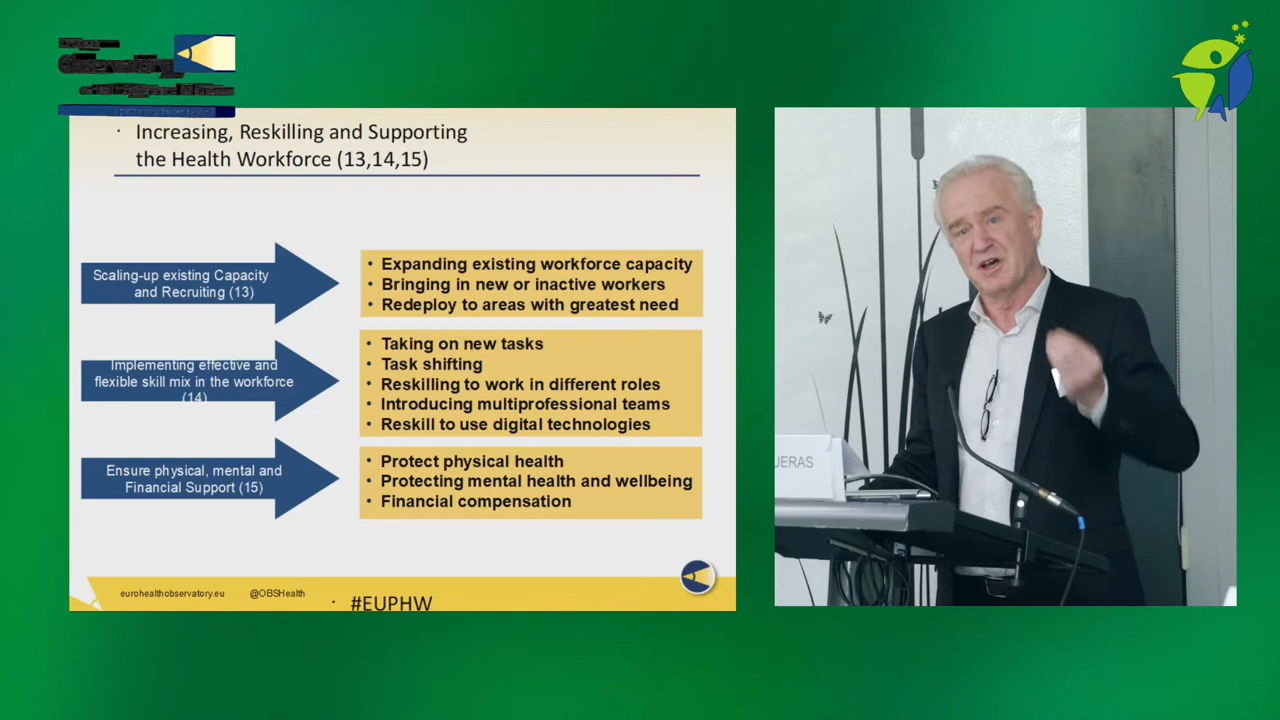 Increasing, Reskilling and Supporting
the Health Workforce (13,14,15)
Scaling-up existing Capacity
and Recruiting (13)
• Expanding existing workforce capacity
• Bringing in new or inactive workers
• Redeploy to areas with greatest need
Implementing effective and
flexible skill mix in the workforce
(14)
• Taking on new tasks
• Task shifting
• Reskilling to work in different roles
• Introducing multiprofessional teams
• Reskill to use digital technologies
Ensure physical, mental and
Financial Support (15)
• Protect physical health
• Protecting mental health and wellbeing
• Financial compensation
eurohealthobservatory.eu @OBSHealth
#EUPHW
UERAS